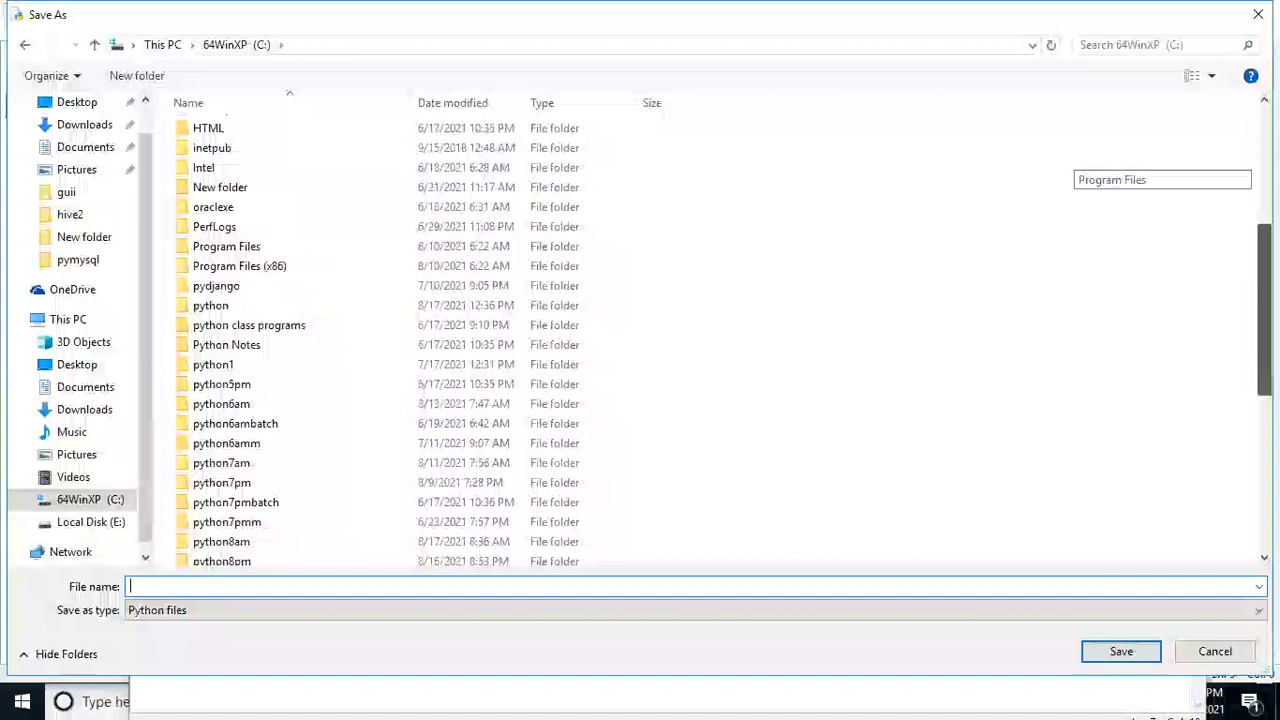 Save As
This PC 64WinXP (C:) Search 64WinXP (C:)
Organize New folder
Desktop
Downloads
Documents
Pictures
guii
hive2
New folder
pymysql
OneDrive
This PC
3D Objects
Desktop
Documents
Downloads
Music
Pictures
Videos
64WinXP (C:)
Local Disk (E:)
Network
Name Date modified Type Size
HTML 6/17/2021 10:35 PM File folder
inetpub 9/15/2018 12:48 AM File folder
Intel 6/18/2021 6:28 AM File folder
New folder 6/21/2021 11:17 AM File folder
oraclexe 6/18/2021 6:31 AM File folder
PerfLogs 6/29/2021 11:08 PM File folder
Program Files 8/10/2021 6:22 AM File folder
Program Files (x86) 8/10/2021 6:22 AM File folder
pydjango 7/10/2021 9:05 PM File folder
python 8/17/2021 12:36 PM File folder
python class programs 6/17/2021 9:10 PM File folder
Python Notes 6/17/2021 10:35 PM File folder
python1 7/17/2021 12:31 PM File folder
python5pm 6/17/2021 10:35 PM File folder
python6am 8/13/2021 7:47 AM File folder
python6ambatch 6/19/2021 6:42 AM File folder
python6amm 7/11/2021 9:07 AM File folder
python7am 8/11/2021 7:56 AM File folder
python7pm 8/9/2021 7:28 PM File folder
python7pmbatch 6/17/2021 10:36 PM File folder
python7pmm 6/23/2021 7:57 PM File folder
python8am 8/17/2021 8:36 AM File folder
python8pm 8/16/2021 8:53 PM File folder
Program Files
File name:
Save as type: Python files
Hide Folders Save Cancel
Type he PM
2021
1